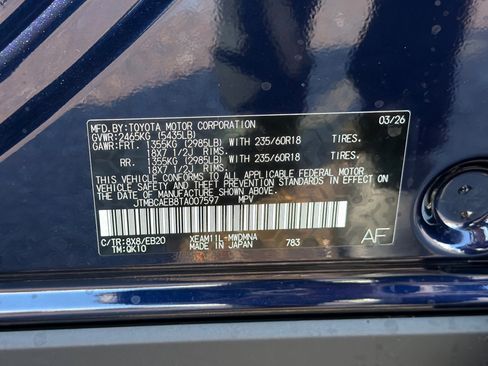 MFD.BY:TOYOTA MOTOR CORPORATION 03/26
GVWR:2465KG (5435LB)
GAWR:FRT. 1355KG (2985LB) WITH 235/60R18 TIRES.
18X7 1/2J RIMS.
RR. 1355KG (2985LB) WITH 235/60R18 TIRES.
18X7 1/2J RIMS.
THIS VEHICLE CONFORMS TO ALL APPLICABLE FEDERAL MOTOR
VEHICLE SAFETY AND THEFT PREVENTION STANDARDS IN EFFECT ON
THE DATE OF MANUFACTURE SHOWN ABOVE.
JTMBCAEB8TA007597 MPV
C/TR:8X8/EB20 XEAM11L-MWDMNA AF
TM:QK10 MADE IN JAPAN 783